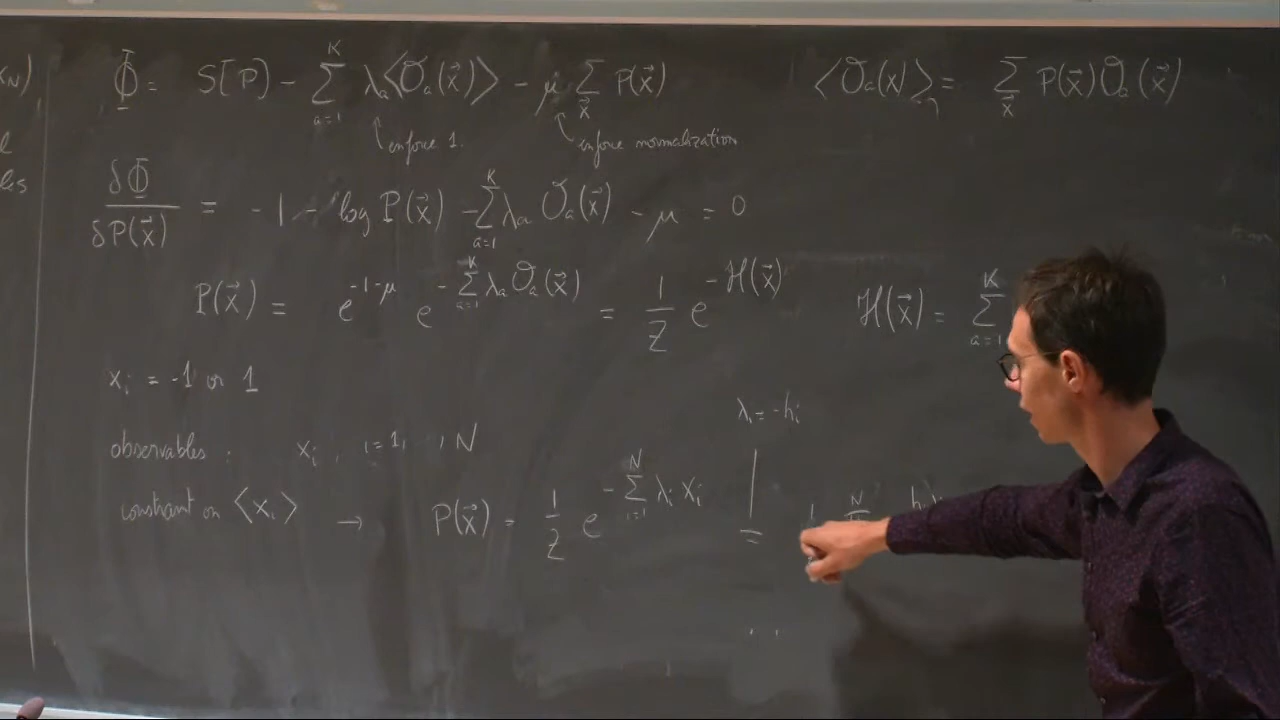 x_N)
Φ = S[P] - Σ_{a=1}^{K} λ_a <O_a(x⃗)> - μ Σ_{x⃗} P(x⃗)
<O_a(x)> = Σ_{x⃗} P(x⃗) O_a(x⃗)
↑ enforce 1.
↑ enforce normalization
δΦ/δP(x⃗) = -1 - log P(x⃗) - Σ_{a=1}^{K} λ_a O_a(x⃗) - μ = 0
P(x⃗) = e^{-1-μ} e^{-Σ_{a=1}^{K} λ_a O_a(x⃗)} = 1/Z e^{-H(x⃗)}
H(x⃗) = Σ_{a=1}^{K}
x_i = -1 or 1
λ_i = -h_i
observables : x_i , i=1, , N
constraint on <x_i> → P(x⃗) = 1/Z e^{-Σ_{i=1}^{N} λ_i x_i} =